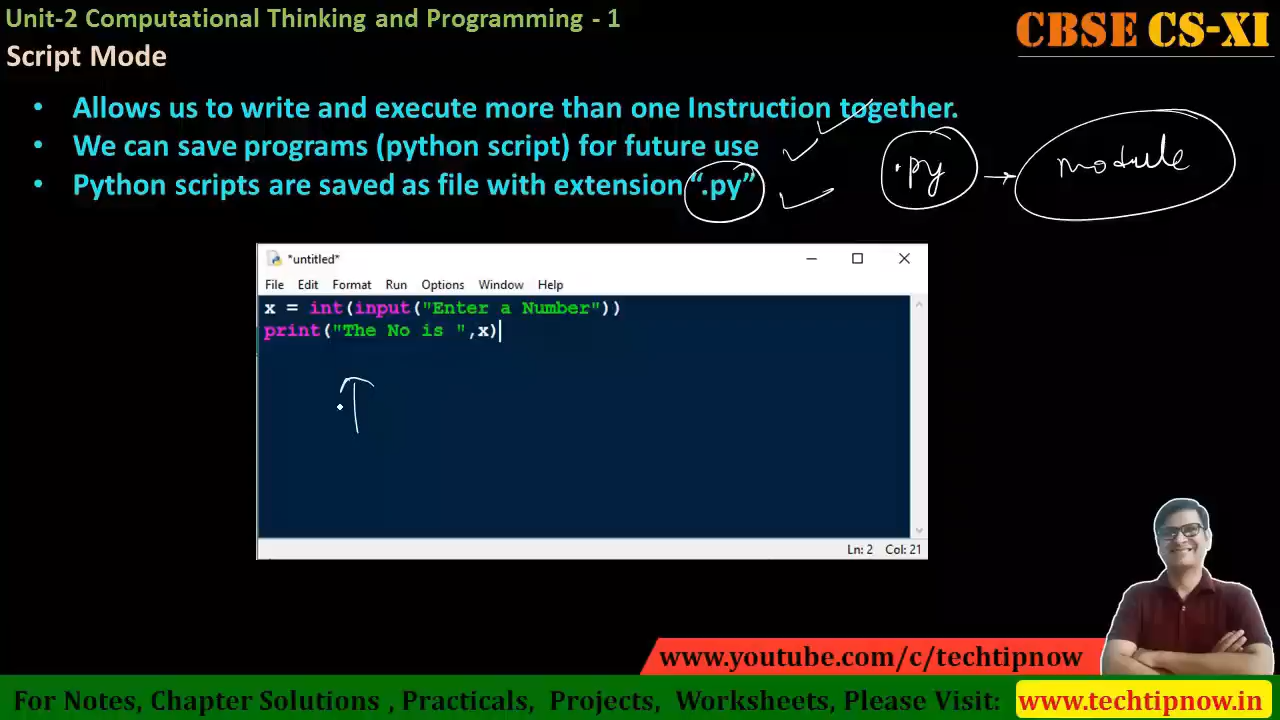 Unit-2 Computational Thinking and Programming - 1
CBSE CS-XI
Script Mode
• Allows us to write and execute more than one Instruction together.
• We can save programs (python script) for future use
• Python scripts are saved as file with extension “.py”
.py → module
*untitled*
File Edit Format Run Options Window Help
x = int(input("Enter a Number"))
print("The No is ",x)
Ln: 2 Col: 21
www.youtube.com/c/techtipnow
For Notes, Chapter Solutions , Practicals, Projects, Worksheets, Please Visit: www.techtipnow.in